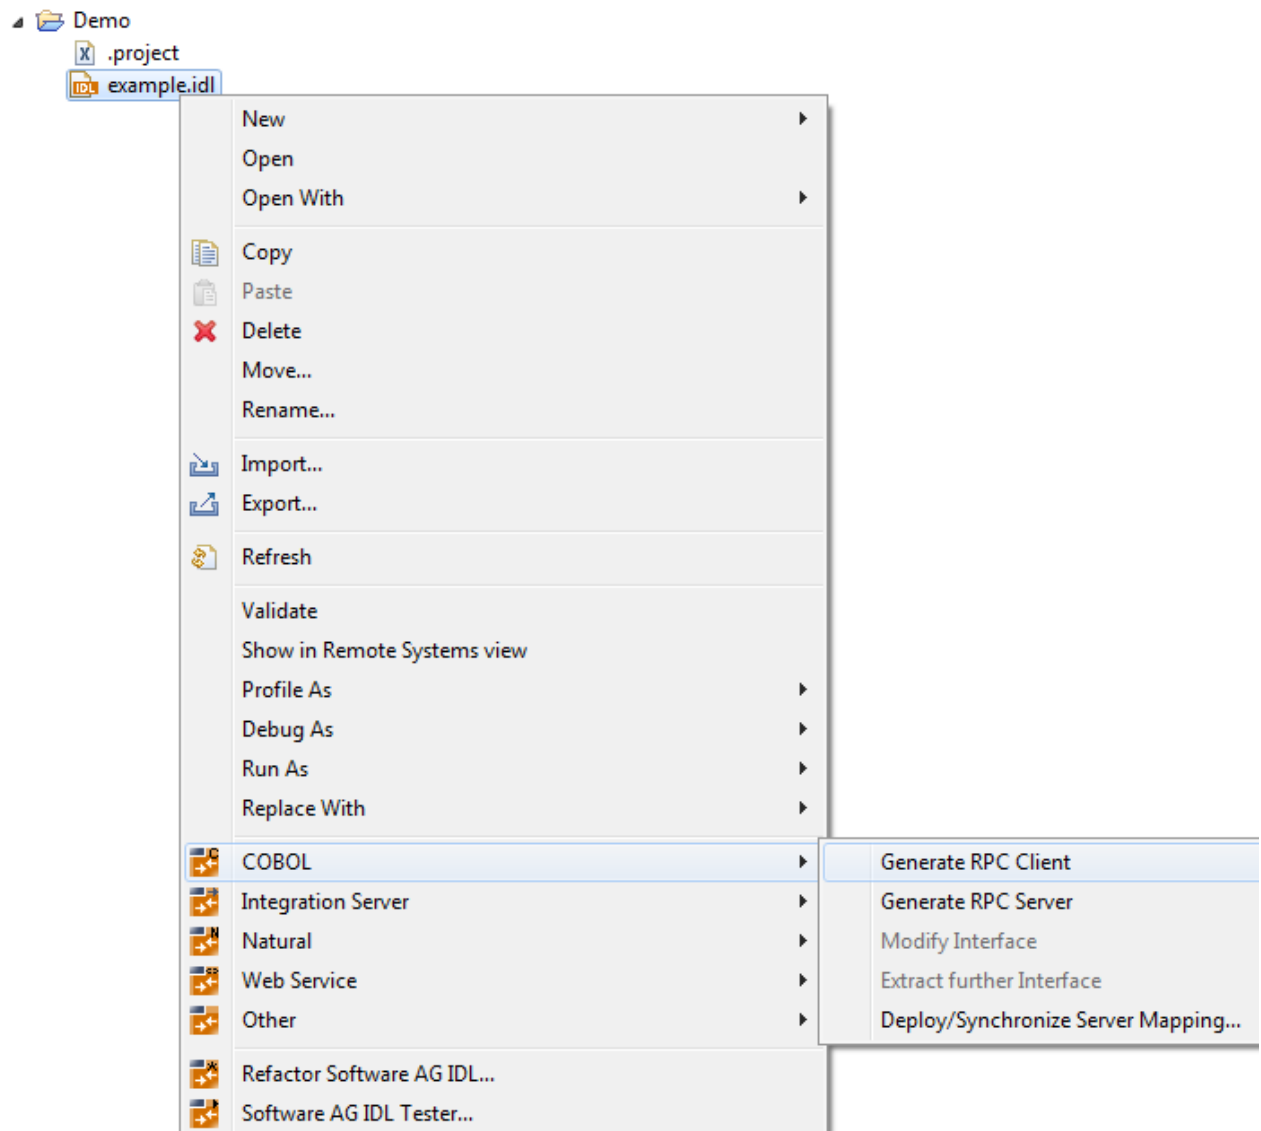 Demo
.project
example.idl
New
Open
Open With
Copy
Paste
Delete
Move...
Rename...
Import...
Export...
Refresh
Validate
Show in Remote Systems view
Profile As
Debug As
Run As
Replace With
COBOL
Integration Server
Natural
Web Service
Other
Refactor Software AG IDL...
Software AG IDL Tester...
Generate RPC Client
Generate RPC Server
Modify Interface
Extract further Interface
Deploy/Synchronize Server Mapping...